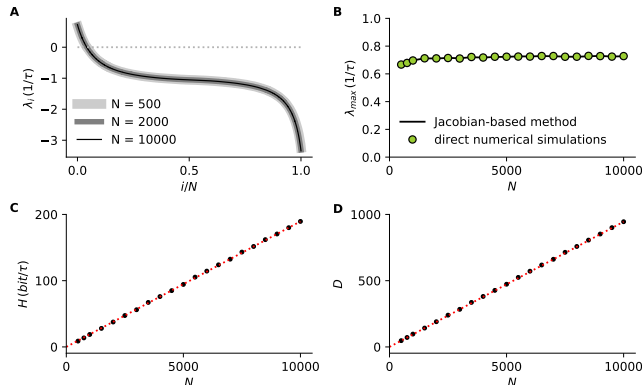 A
λi (1/τ)
0
−1
−2
−3
N = 500
N = 2000
N = 10000
0.0
0.5
1.0
i/N
B
λmax (1/τ)
1.0
0.8
0.6
0.4
0.2
0.0
Jacobian-based method
direct numerical simulations
0
5000
10000
N
C
H (bit/τ)
200
100
0
0
5000
10000
N
D
D
1000
500
0
0
5000
10000
N